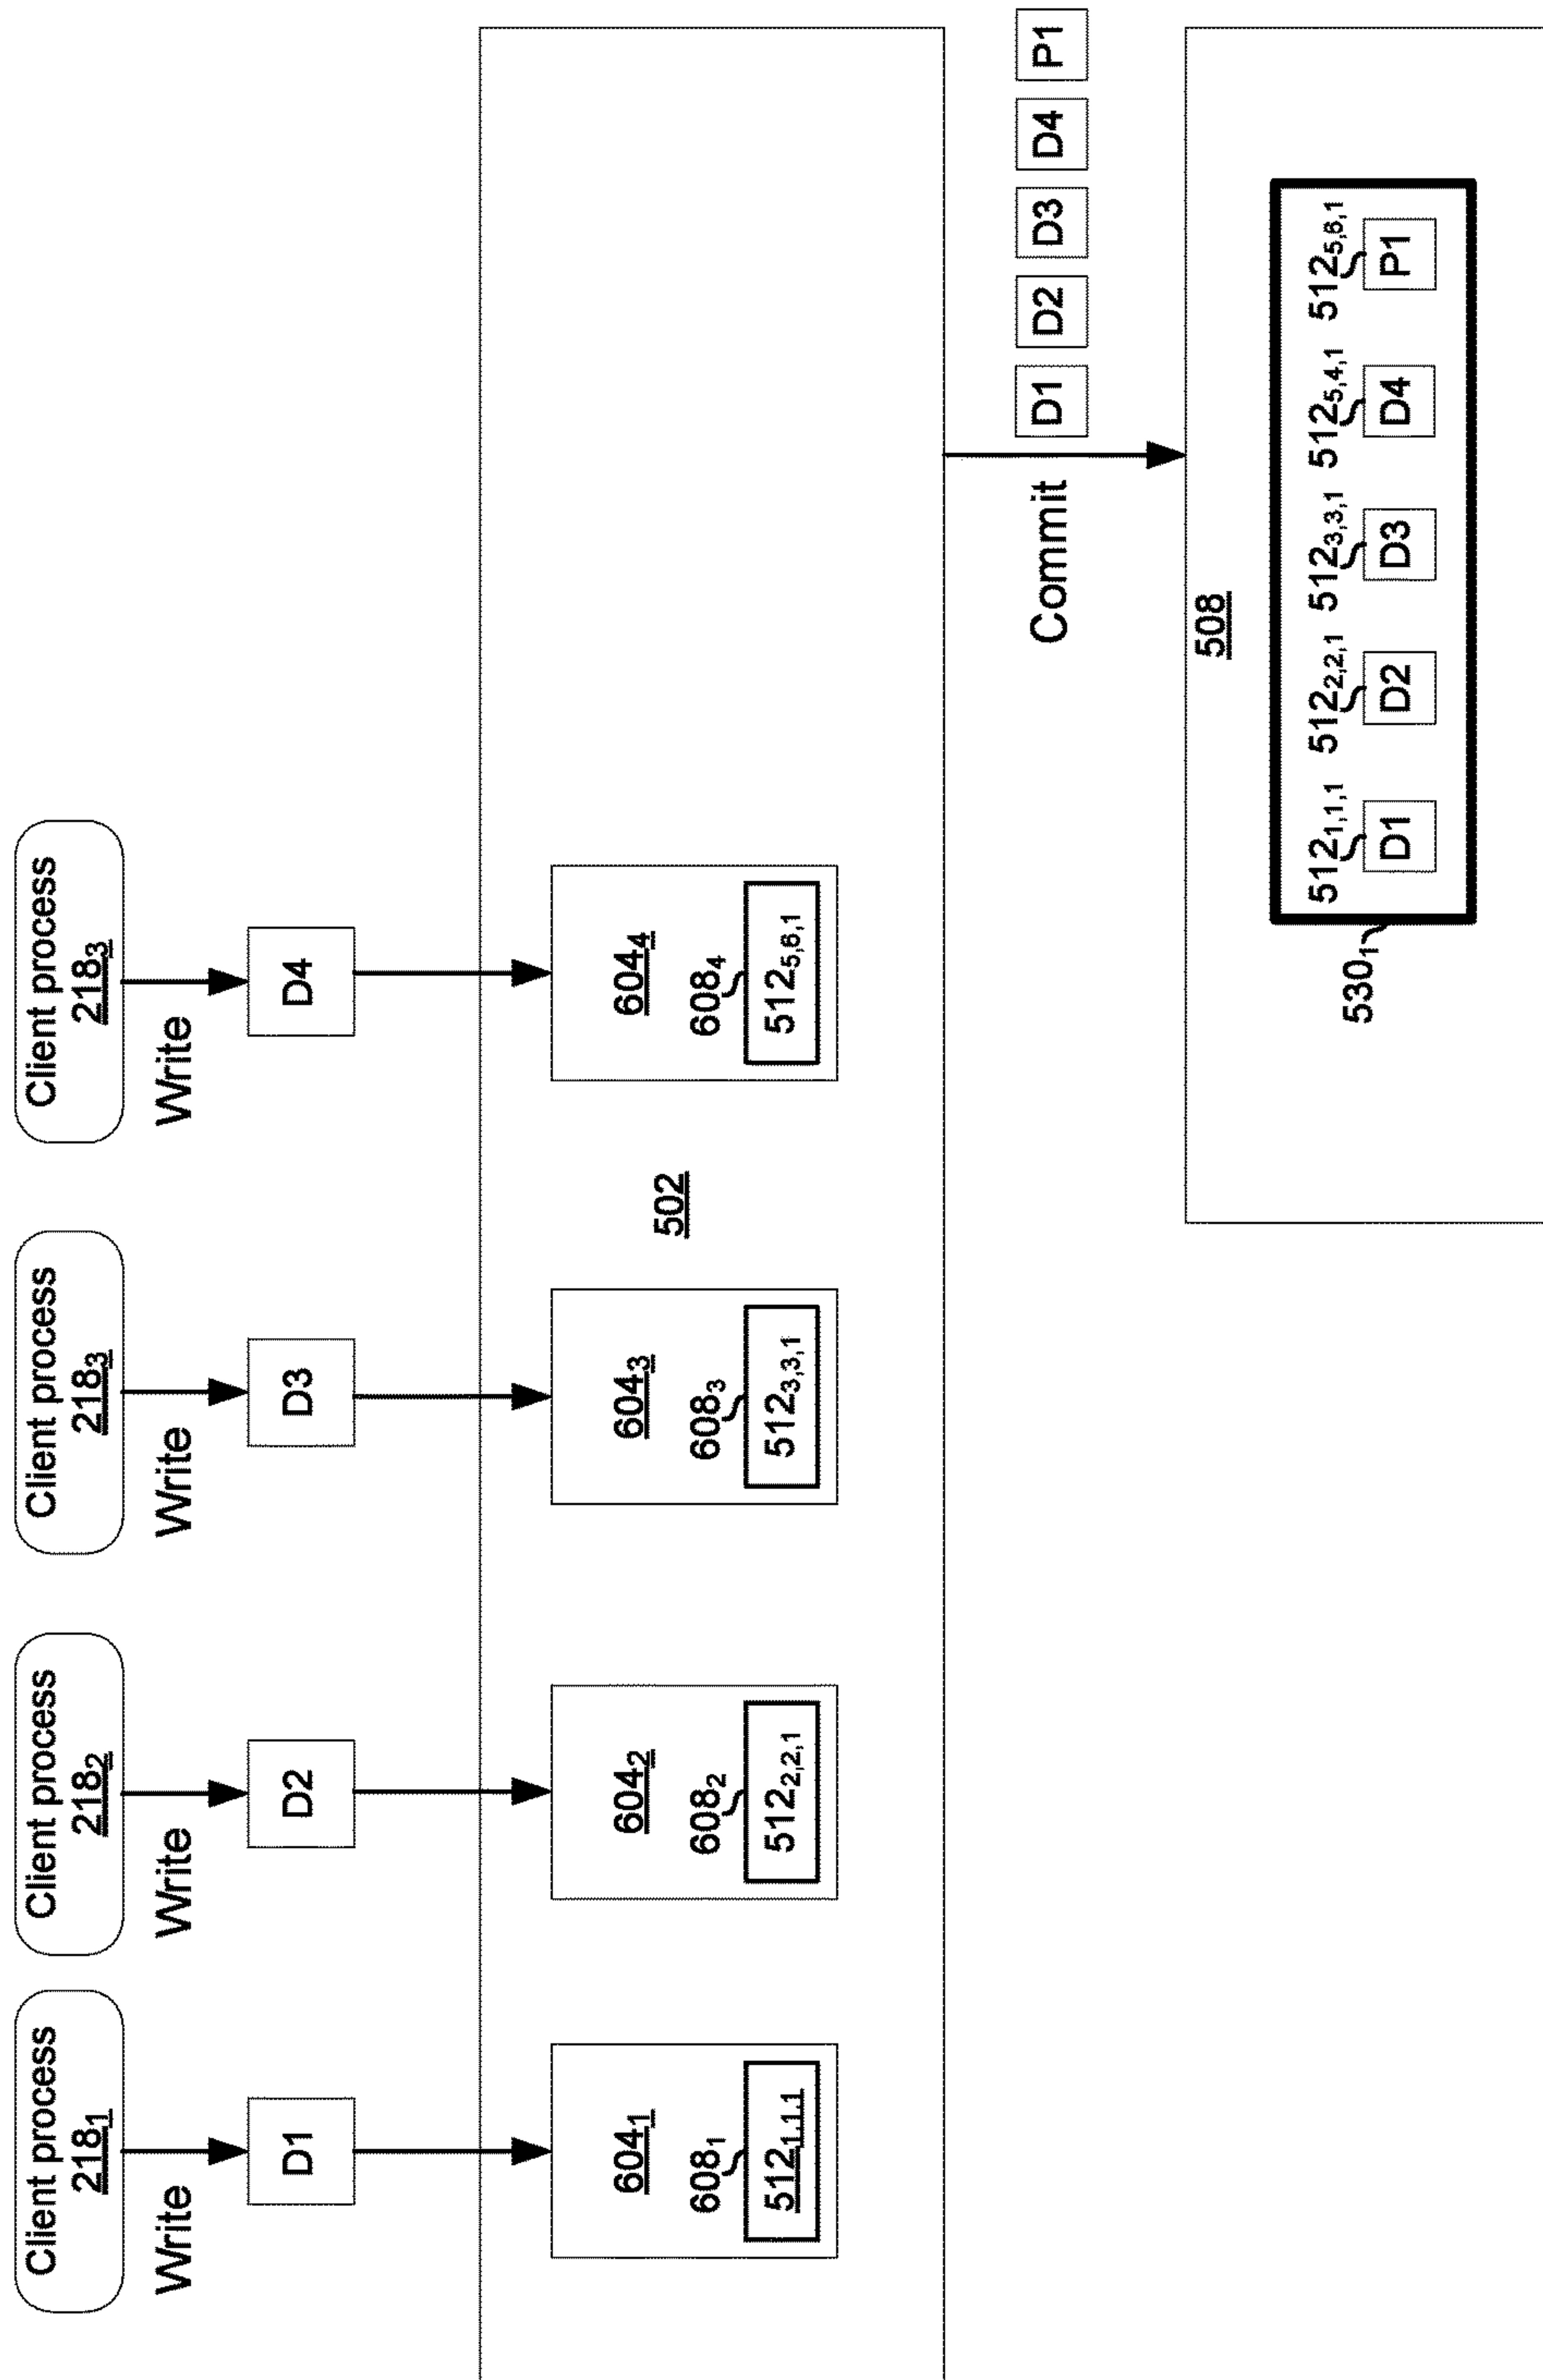 Client process Client process Client process Client process
218₁ 218₂ 218₃ 218₃
Write Write Write Write
D1 D2 D3 D4
604₁ 604₂ 502 604₃ 604₄
608₁ 608₂ 608₃ 608₄
512₁,₁,₁ 512₂,₂,₁ 512₃,₃,₁ 512₅,₆,₁
Commit D1 D2 D3 D4 P1
508
512₁,₁,₁ 512₂,₂,₁ 512₃,₃,₁ 512₅,₄,₁ 512₅,₆,₁
530₁ D1 D2 D3 D4 P1